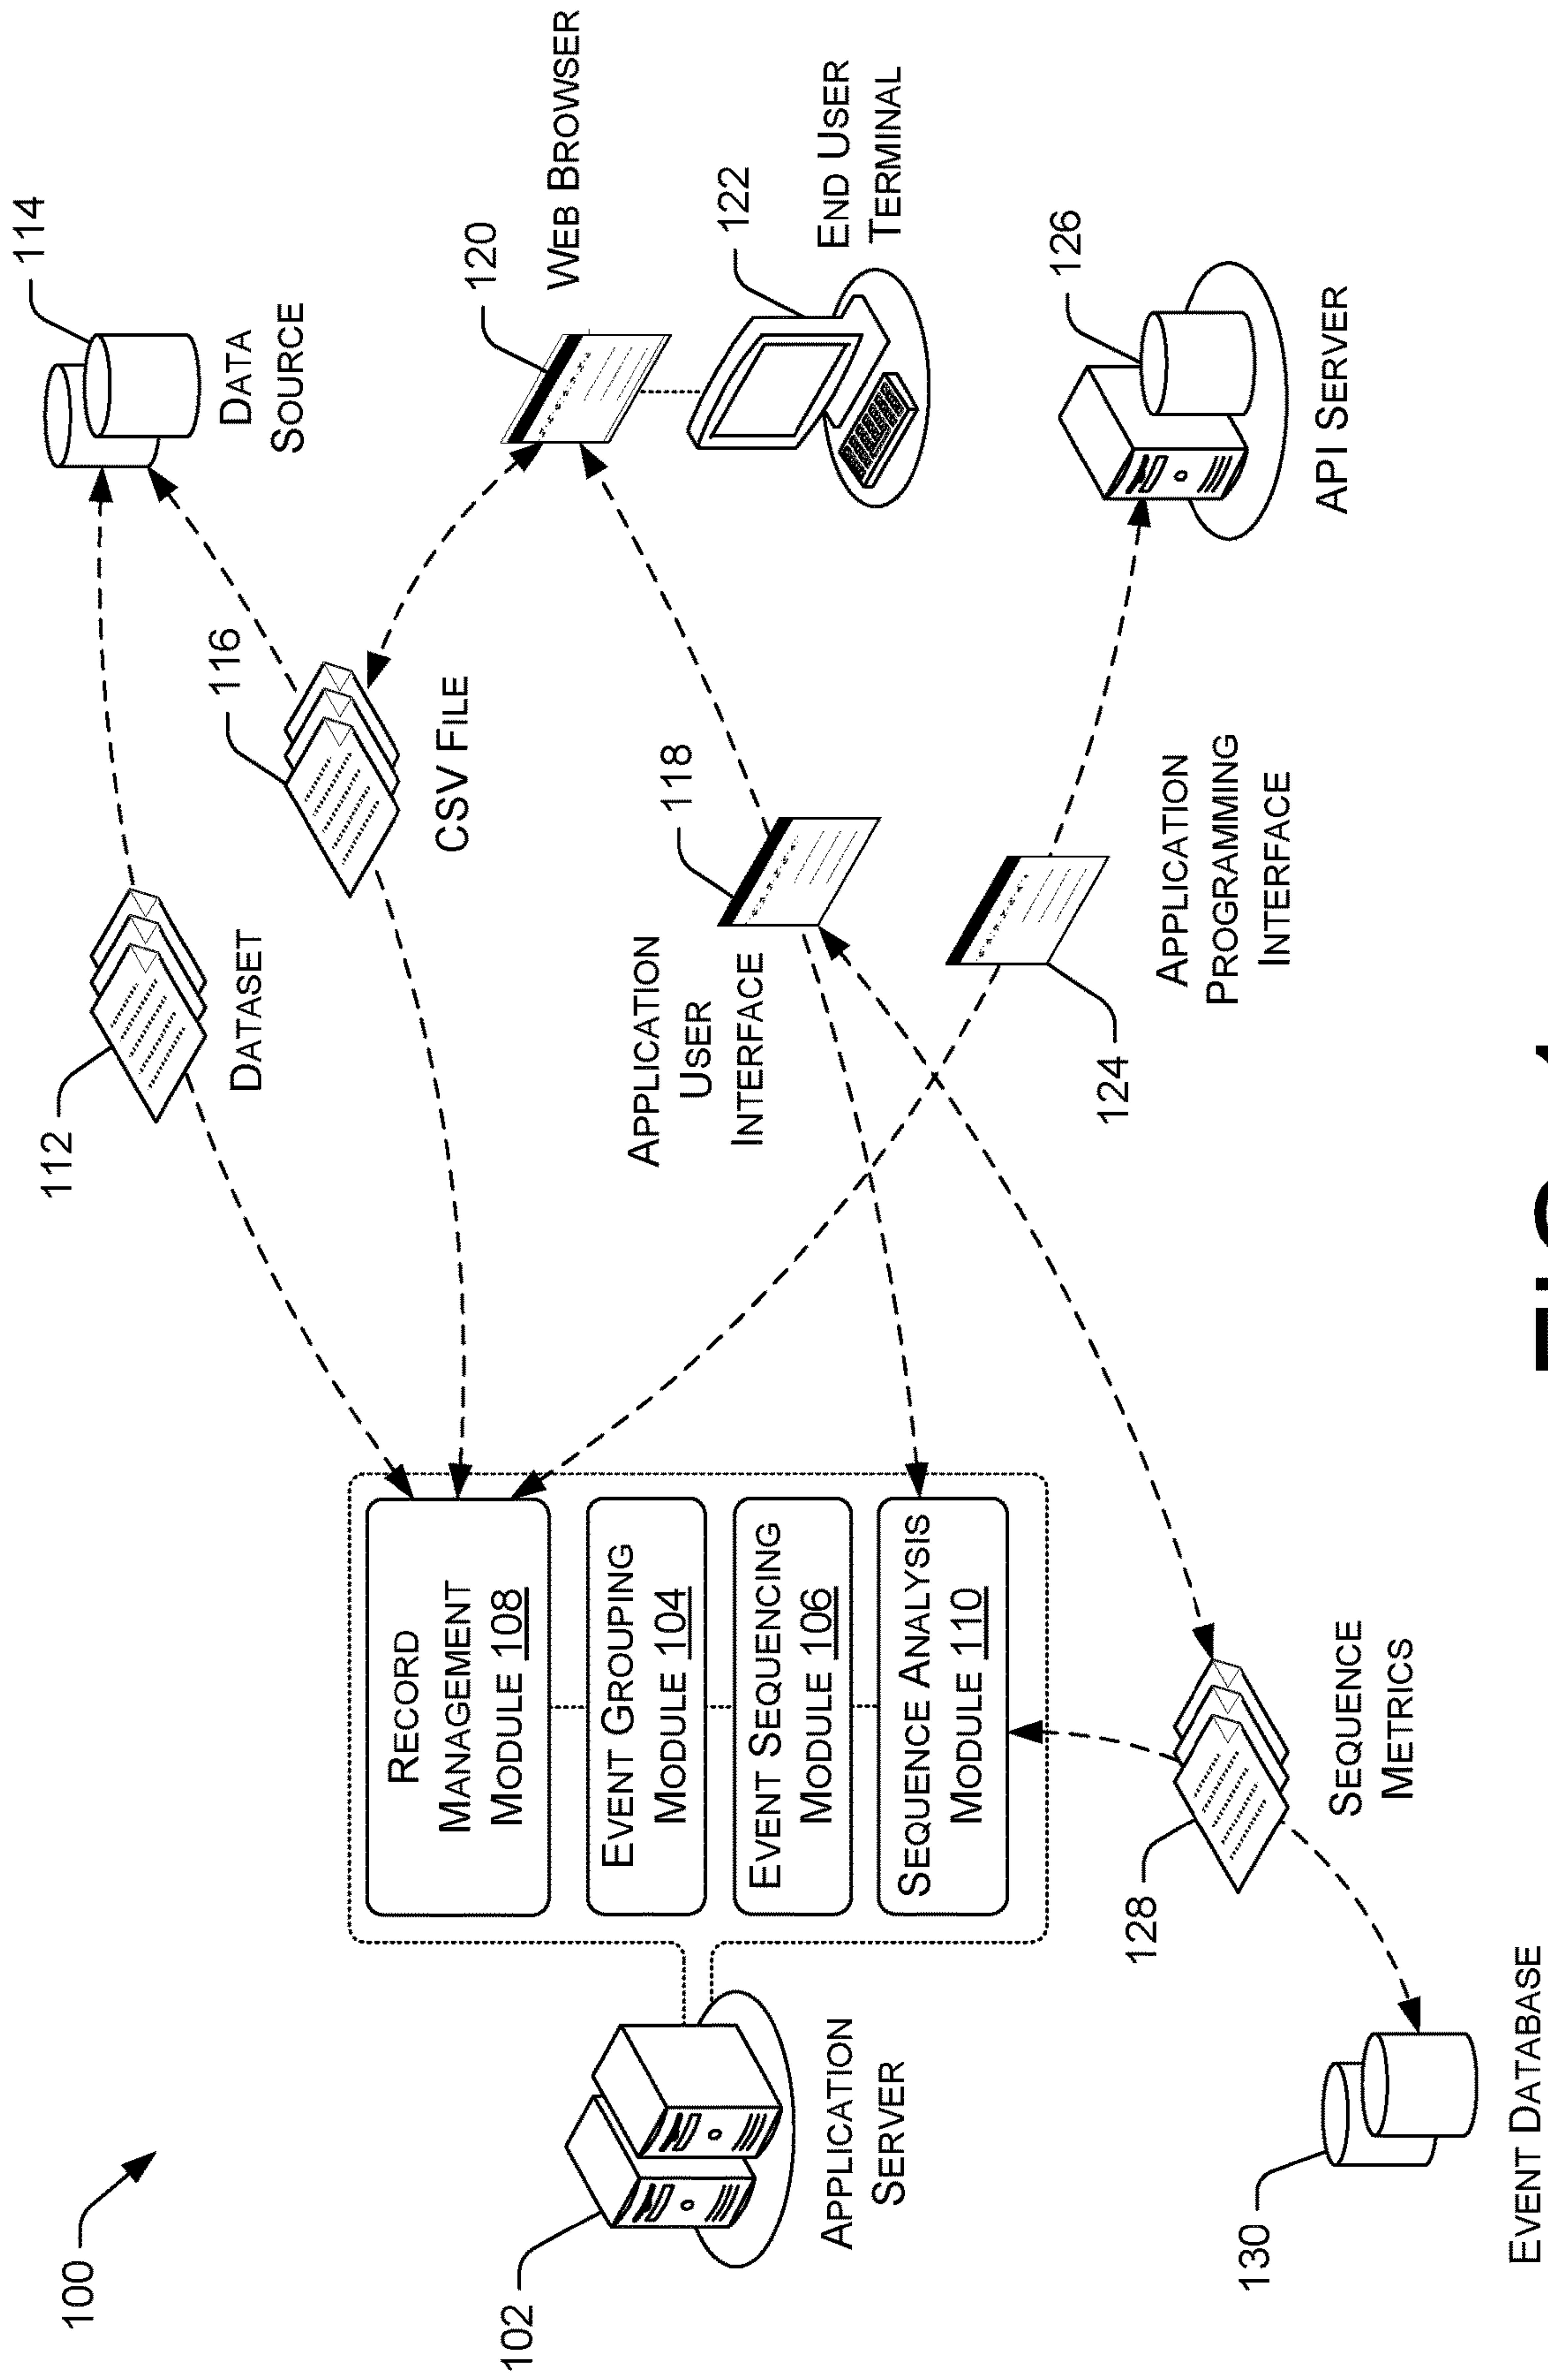 100
112
DATASET
114
DATA
SOURCE
116
CSV FILE
120
WEB BROWSER
RECORD
MANAGEMENT
MODULE 108
EVENT GROUPING
MODULE 104
EVENT SEQUENCING
MODULE 106
SEQUENCE ANALYSIS
MODULE 110
102
APPLICATION
SERVER
118
APPLICATION
USER
INTERFACE
122
END USER
TERMINAL
124
APPLICATION
PROGRAMMING
INTERFACE
126
API SERVER
128
SEQUENCE
METRICS
130
EVENT DATABASE